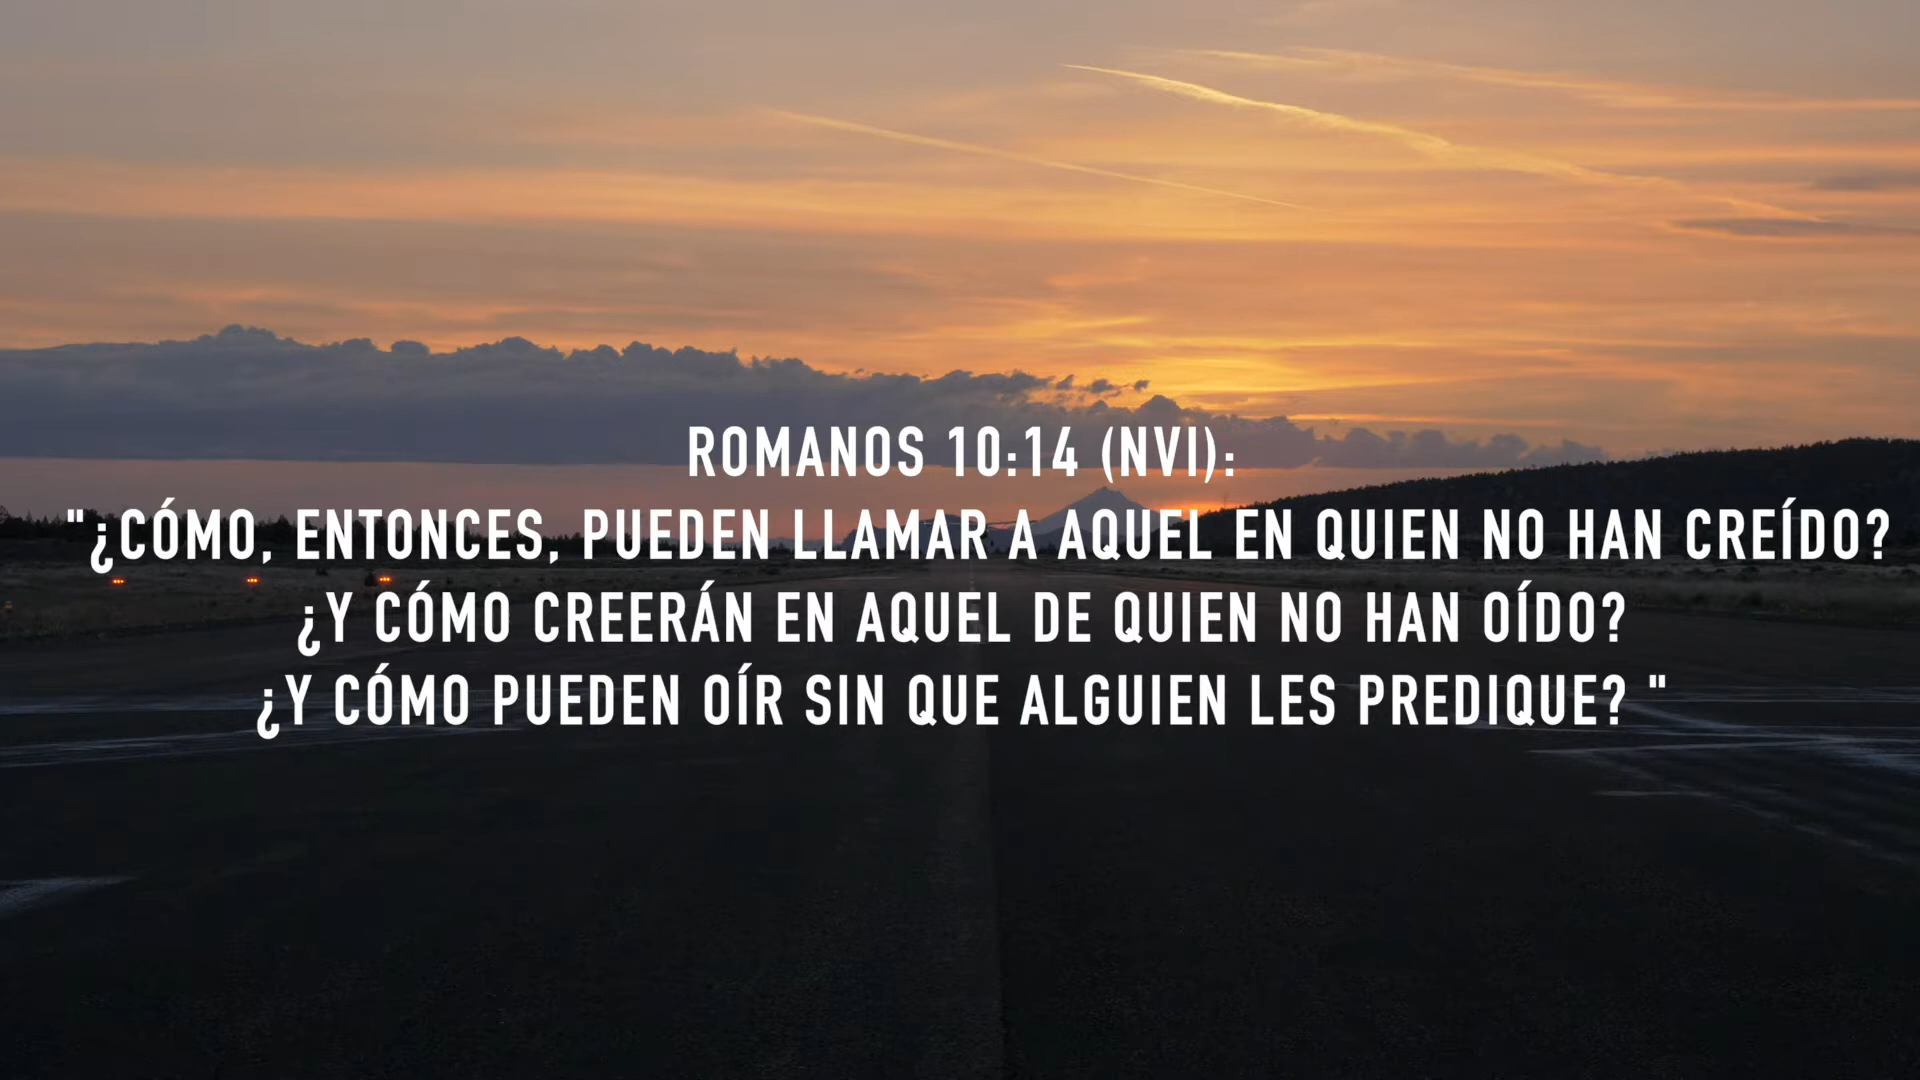 ROMANOS 10:14 (NVI):
"¿CÓMO, ENTONCES, PUEDEN LLAMAR A AQUEL EN QUIEN NO HAN CREÍDO?
¿Y CÓMO CREERÁN EN AQUEL DE QUIEN NO HAN OÍDO?
¿Y CÓMO PUEDEN OÍR SIN QUE ALGUIEN LES PREDIQUE? "